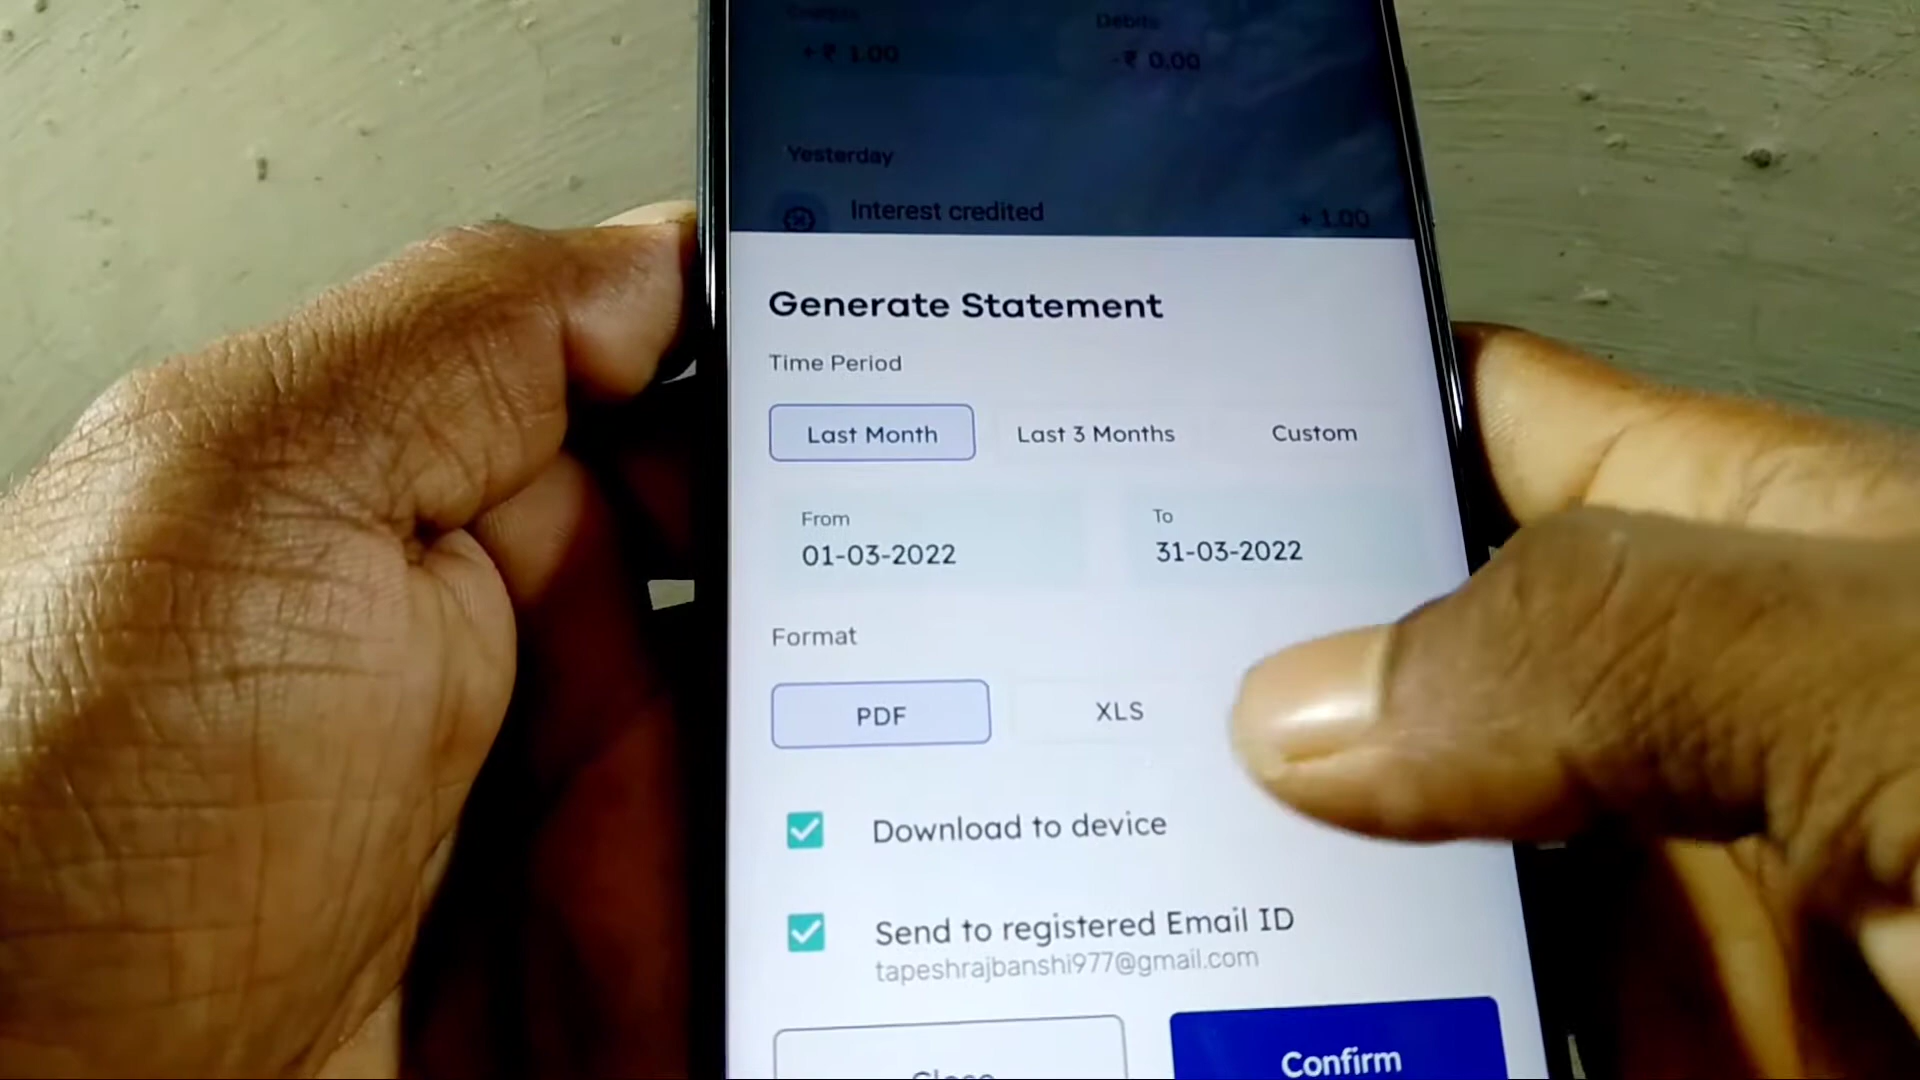 Debits
+ ₹ 1.00
- ₹ 0.00
Yesterday
Interest credited
+ 1.00
Generate Statement
Time Period
Last Month
Last 3 Months
Custom
From
To
01-03-2022
31-03-2022
Format
PDF
XLS
Download to device
Send to registered Email ID
tapeshrajbanshi977@gmail.com
Close
Confirm